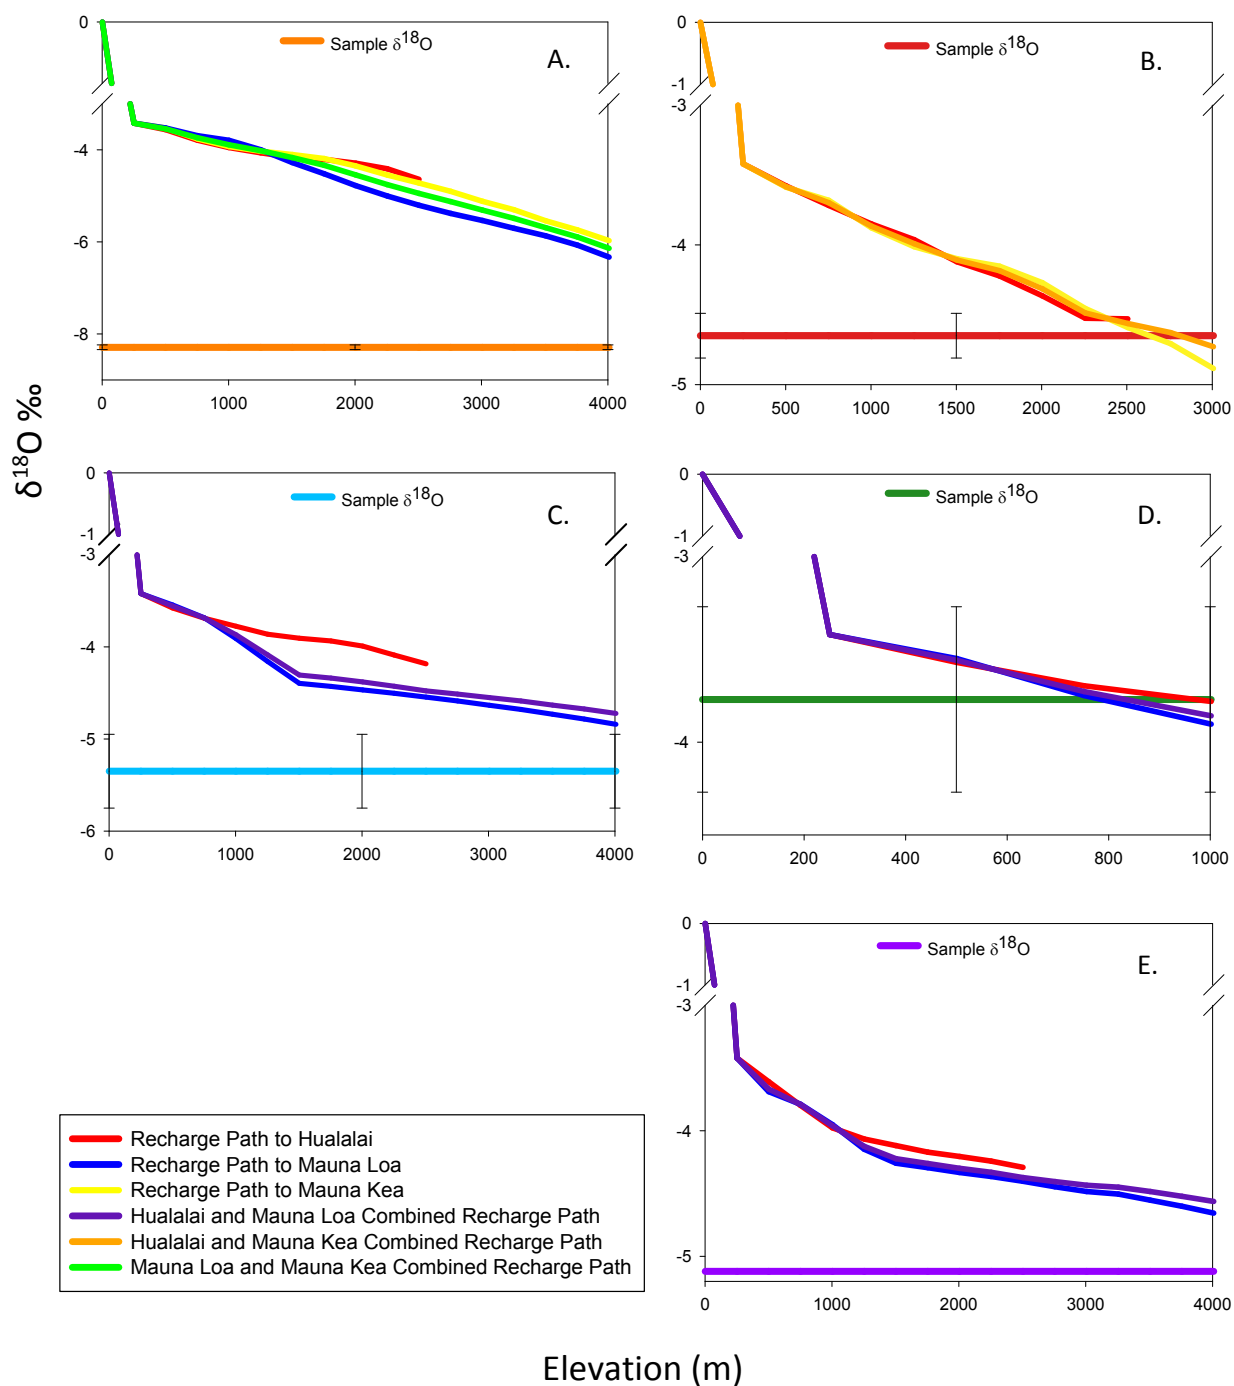 0
Sample δ18O
A.
-4
-6
-8
0
1000
2000
3000
4000
0
Sample δ18O
B.
-1
-3
-4
-5
0
500
1000
1500
2000
2500
3000
δ18O ‰
0
Sample δ18O
C.
-1
-3
-4
-5
-6
0
1000
2000
3000
4000
0
Sample δ18O
D.
-1
-3
-4
0
200
400
600
800
1000
0
Sample δ18O
E.
-1
-3
-4
-5
0
1000
2000
3000
4000
Recharge Path to Hualalai
Recharge Path to Mauna Loa
Recharge Path to Mauna Kea
Hualalai and Mauna Loa Combined Recharge Path
Hualalai and Mauna Kea Combined Recharge Path
Mauna Loa and Mauna Kea Combined Recharge Path
Elevation (m)